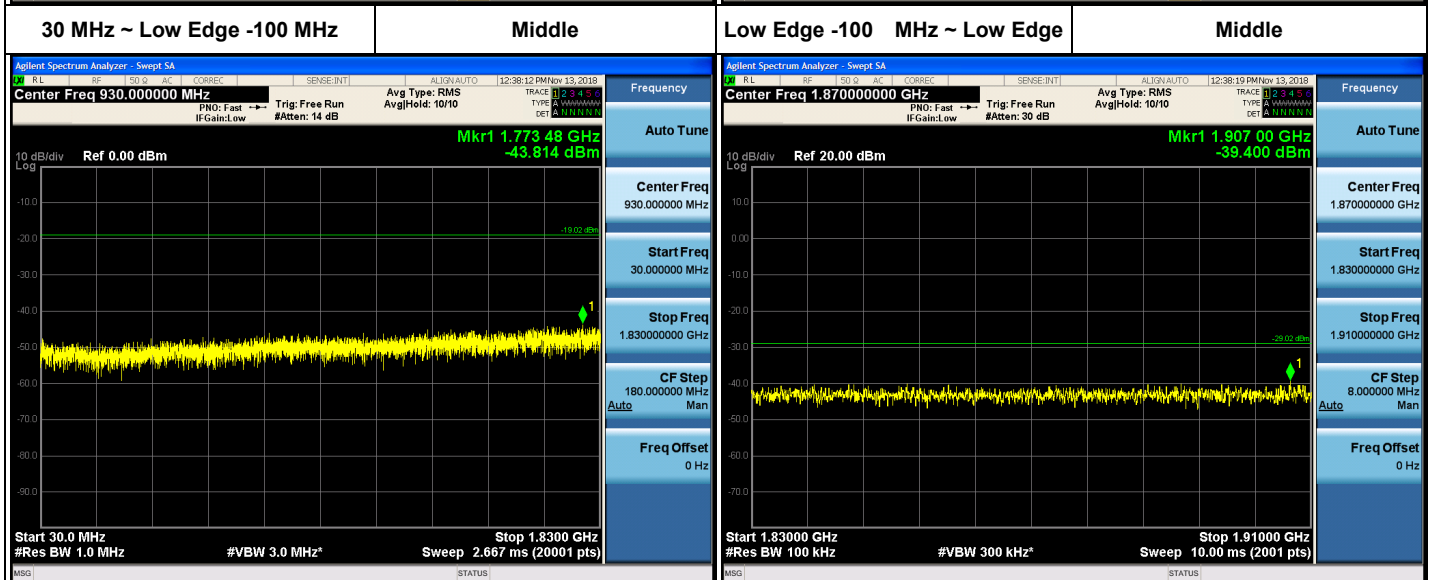 30 MHz ~ Low Edge -100 MHz
Middle
Low Edge -100 MHz ~ Low Edge
Middle
Agilent Spectrum Analyzer - Swept SA
LXI RL RF 50 Ω AC CORREC SENSE:INT ALIGN AUTO 12:38:12 PM Nov 13, 2018
Center Freq 930.000000 MHz
PNO: Fast
IFGain:Low
Trig: Free Run
#Atten: 14 dB
Avg Type: RMS
Avg|Hold: 10/10
TRACE 1 2 3 4 5 6
TYPE A WWWWW
DET A N N N N N
Mkr1 1.773 48 GHz
-43.814 dBm
10 dB/div Ref 0.00 dBm
Log
-10.0
-19.02 dBm
-20.0
-30.0
-40.0
1
-50.0
-60.0
-70.0
-80.0
-90.0
Start 30.0 MHz Stop 1.8300 GHz
#Res BW 1.0 MHz #VBW 3.0 MHz* Sweep 2.667 ms (20001 pts)
MSG STATUS
Frequency
Auto Tune
Center Freq
930.000000 MHz
Start Freq
30.000000 MHz
Stop Freq
1.830000000 GHz
CF Step
180.000000 MHz
Auto Man
Freq Offset
0 Hz
Agilent Spectrum Analyzer - Swept SA
LXI RL RF 50 Ω AC CORREC SENSE:INT ALIGN AUTO 12:38:19 PM Nov 13, 2018
Center Freq 1.870000000 GHz
PNO: Fast
IFGain:Low
Trig: Free Run
#Atten: 30 dB
Avg Type: RMS
Avg|Hold: 10/10
TRACE 1 2 3 4 5 6
TYPE A WWWWW
DET A N N N N N
Mkr1 1.907 00 GHz
-39.400 dBm
10 dB/div Ref 20.00 dBm
Log
10.0
0.00
-10.0
-20.0
-29.02 dBm
-30.0
1
-40.0
-50.0
-60.0
-70.0
Start 1.83000 GHz Stop 1.91000 GHz
#Res BW 100 kHz #VBW 300 kHz* Sweep 10.00 ms (2001 pts)
MSG STATUS
Frequency
Auto Tune
Center Freq
1.870000000 GHz
Start Freq
1.830000000 GHz
Stop Freq
1.910000000 GHz
CF Step
8.000000 MHz
Auto Man
Freq Offset
0 Hz